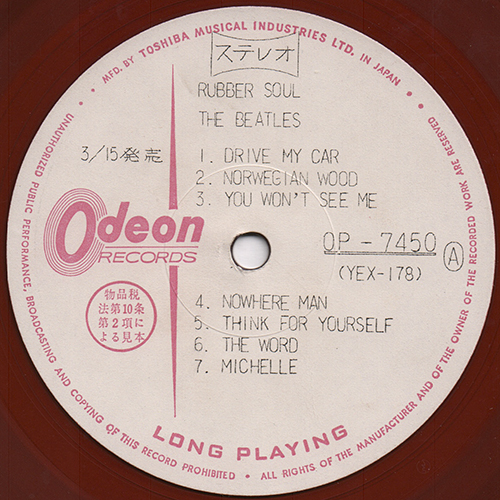 MFD. BY TOSHIBA MUSICAL INDUSTRIES LTD. IN JAPAN
ステレオ
RUBBER SOUL
THE BEATLES
3/15発売
1. DRIVE MY CAR
2. NORWEGIAN WOOD
3. YOU WON'T SEE ME
Odeon
RECORDS
OP-7450 A
(YEX-178)
物品税
法第10条
第2項に
よる見本
4. NOWHERE MAN
5. THINK FOR YOURSELF
6. THE WORD
7. MICHELLE
LONG PLAYING
UNAUTHORIZED PUBLIC PERFORMANCE, BROADCASTING AND COPYING OF THIS RECORD PROHIBITED • ALL RIGHTS OF THE MANUFACTURER AND OF THE OWNER OF THE RECORDED WORK ARE RESERVED